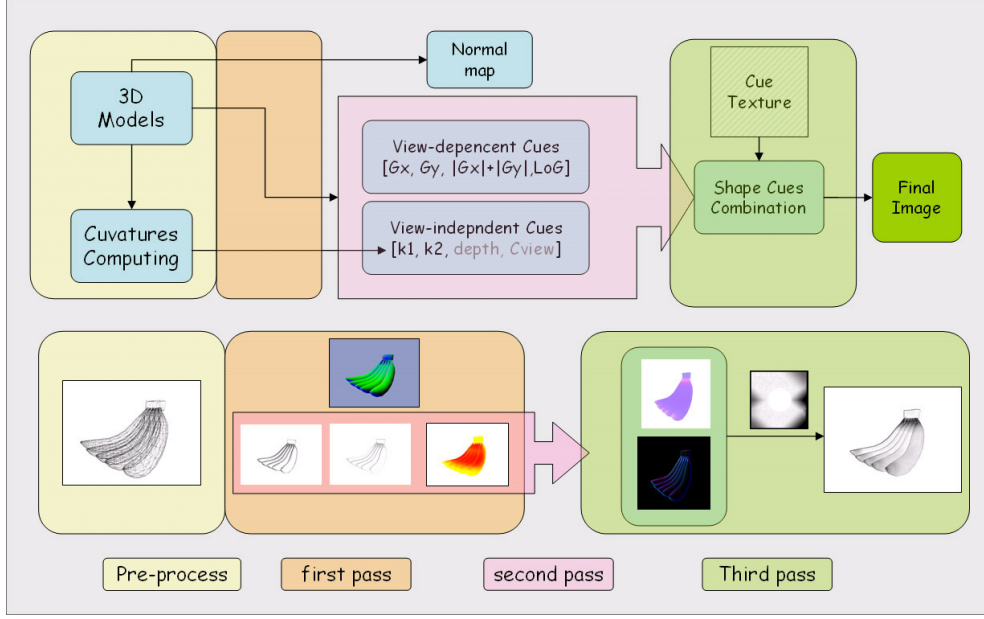 Normal
map
3D
Models
Cue
Texture
View-depencent Cues
[Gx, Gy, |Gx|+|Gy|,LoG]
Shape Cues
Combination
Final
Image
Cuvatures
Computing
View-indepndent Cues
[k1, k2, depth, Cview]
Pre-process
first pass
second pass
Third pass